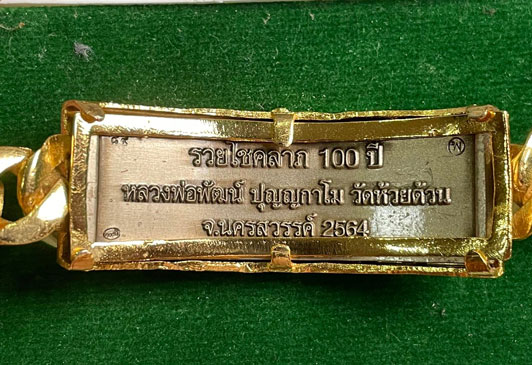 รวยโชคลาภ 100 ปี
หลวงพ่อพัฒน์ ปุญญกาโม วัดห้วยด้วน
จ.นครสวรรค์ 2564